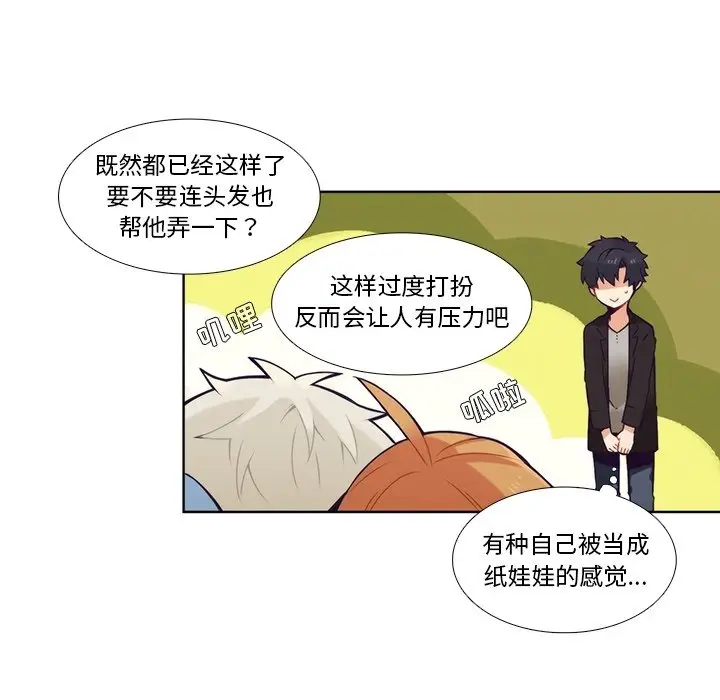 既然都已经这样了
要不要连头发也
帮他弄一下？
这样过度打扮
反而会让人有压力吧
叽哩
呱啦
有种自己被当成
纸娃娃的感觉...